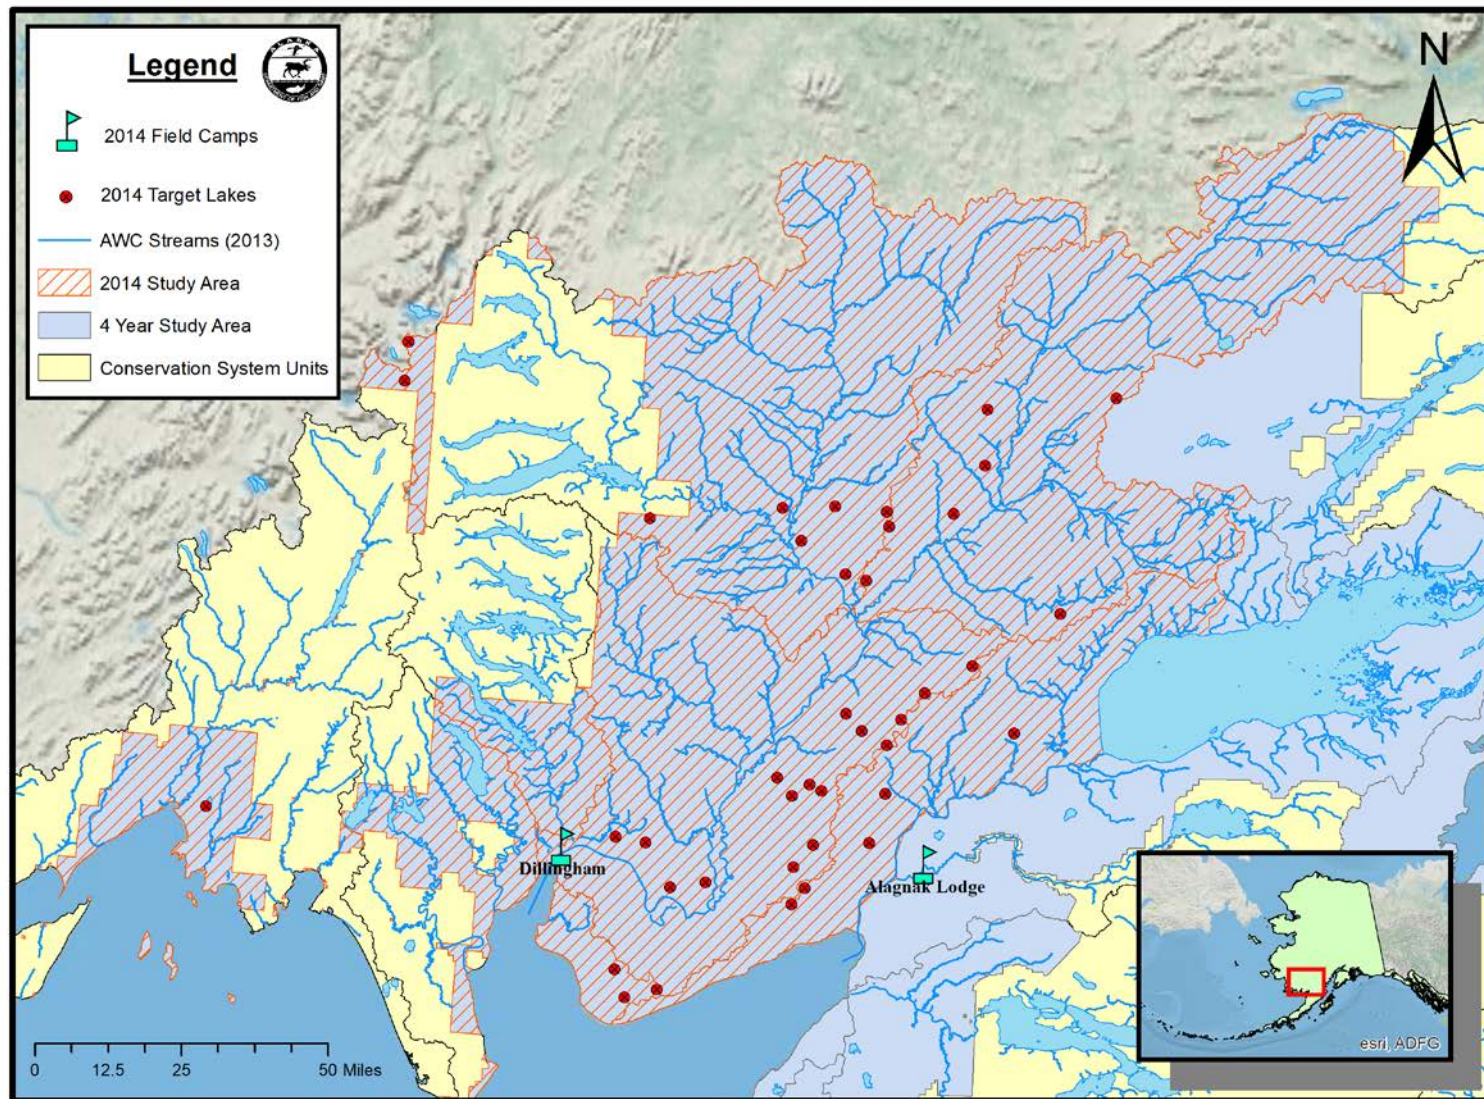 Legend
ALASKA
2014 Field Camps
2014 Target Lakes
AWC Streams (2013)
2014 Study Area
4 Year Study Area
Conservation System Units
N
Dillingham
Alagnak Lodge
0 12.5 25 50 Miles
esri, ADFG